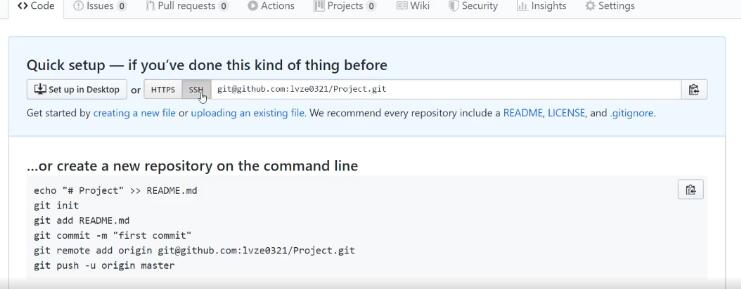 Code Issues 0 Pull requests 0 Actions Projects 0 Wiki Security Insights Settings
Quick setup — if you've done this kind of thing before
Set up in Desktop or HTTPS SSH git@github.com:lvze0321/Project.git
Get started by creating a new file or uploading an existing file. We recommend every repository include a README, LICENSE, and .gitignore.
...or create a new repository on the command line
echo "# Project" >> README.md
git init
git add README.md
git commit -m "first commit"
git remote add origin git@github.com:lvze0321/Project.git
git push -u origin master